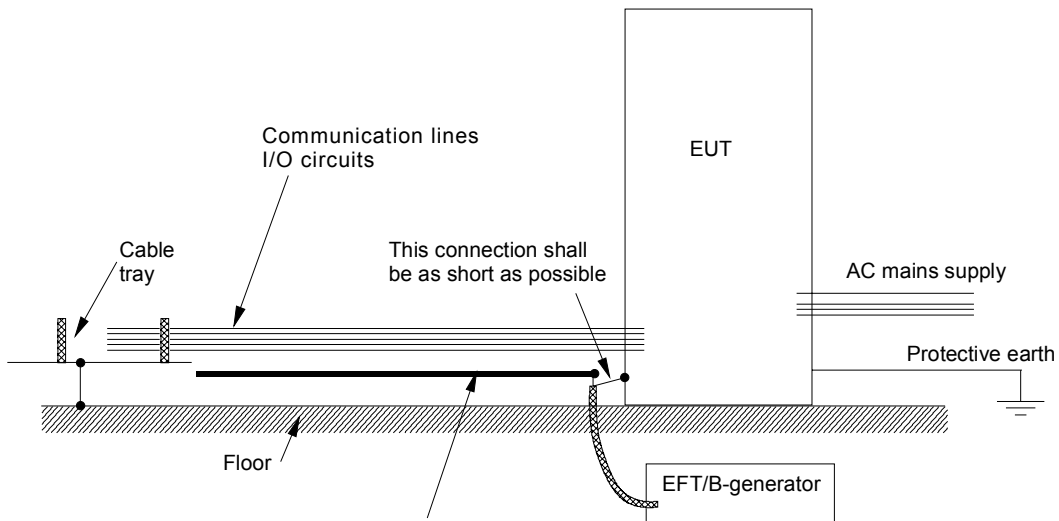 Communication lines
I/O circuits
EUT
Cable
tray
This connection shall
be as short as possible
AC mains supply
Protective earth
Floor
EFT/B-generator